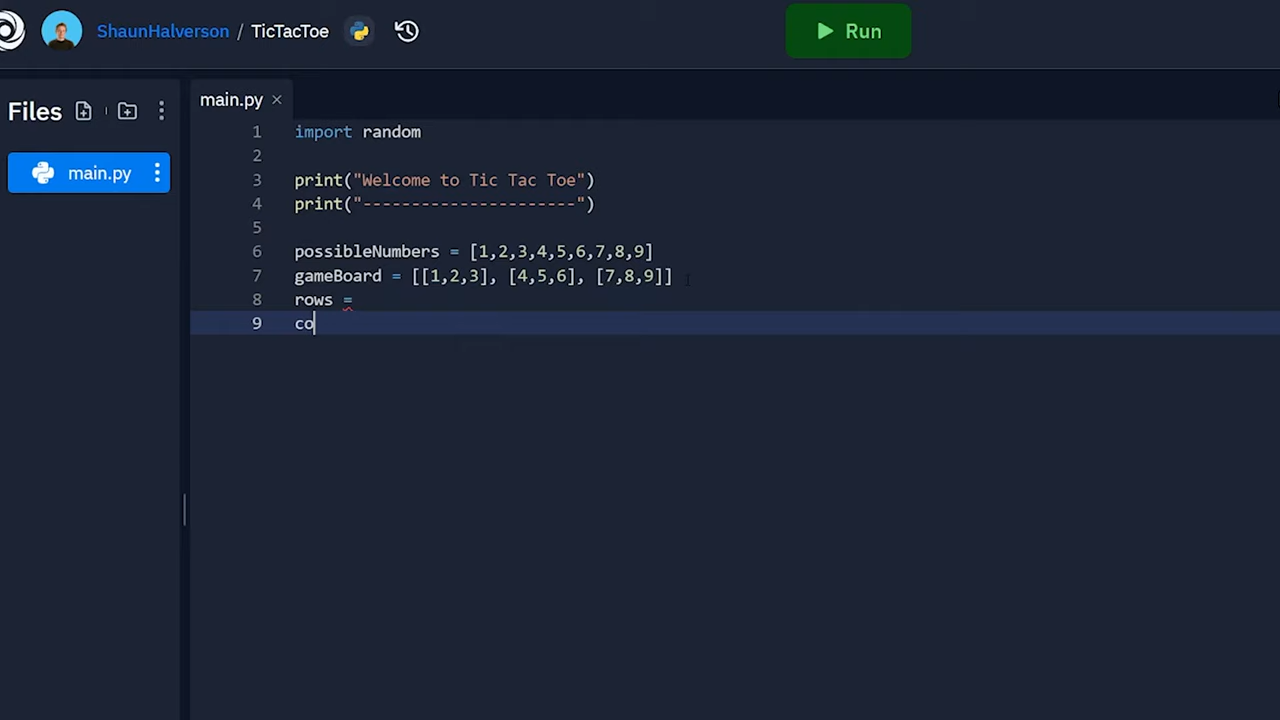 ShaunHalverson / TicTacToe
Run
Files
main.py
main.py ×
1 import random
2
3 print("Welcome to Tic Tac Toe")
4 print("----------------------")
5
6 possibleNumbers = [1,2,3,4,5,6,7,8,9]
7 gameBoard = [[1,2,3], [4,5,6], [7,8,9]]
8 rows =
9 co